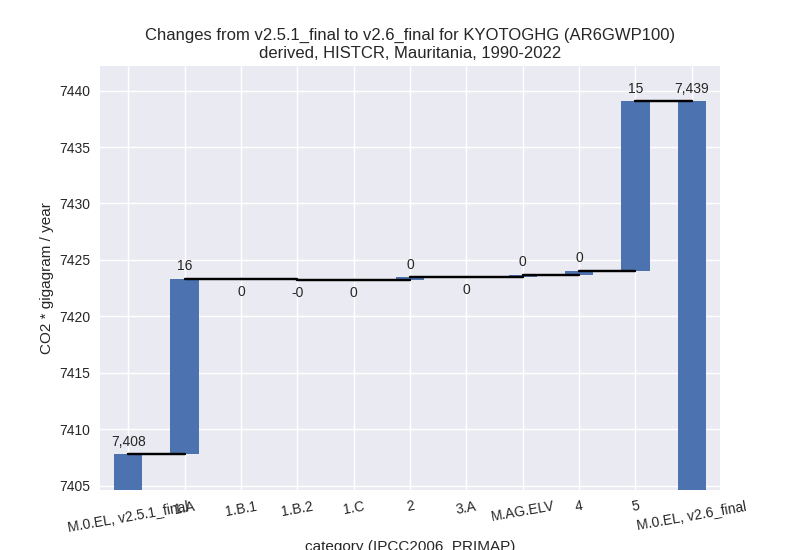 Changes from v2.5.1_final to v2.6_final for KYOTOGHG (AR6GWP100)
derived, HISTCR, Mauritania, 1990-2022
CO2 * gigagram / year
7440
7435
7430
7425
7420
7415
7410
7405
7,408
16
0
-0
0
0
0
0
0
15
7,439
M.0.EL, v2.5.1_final
1.A
1.B.1
1.B.2
1.C
2
3.A
M.AG.ELV
4
5
M.0.EL, v2.6_final
category (IPCC2006_PRIMAP)